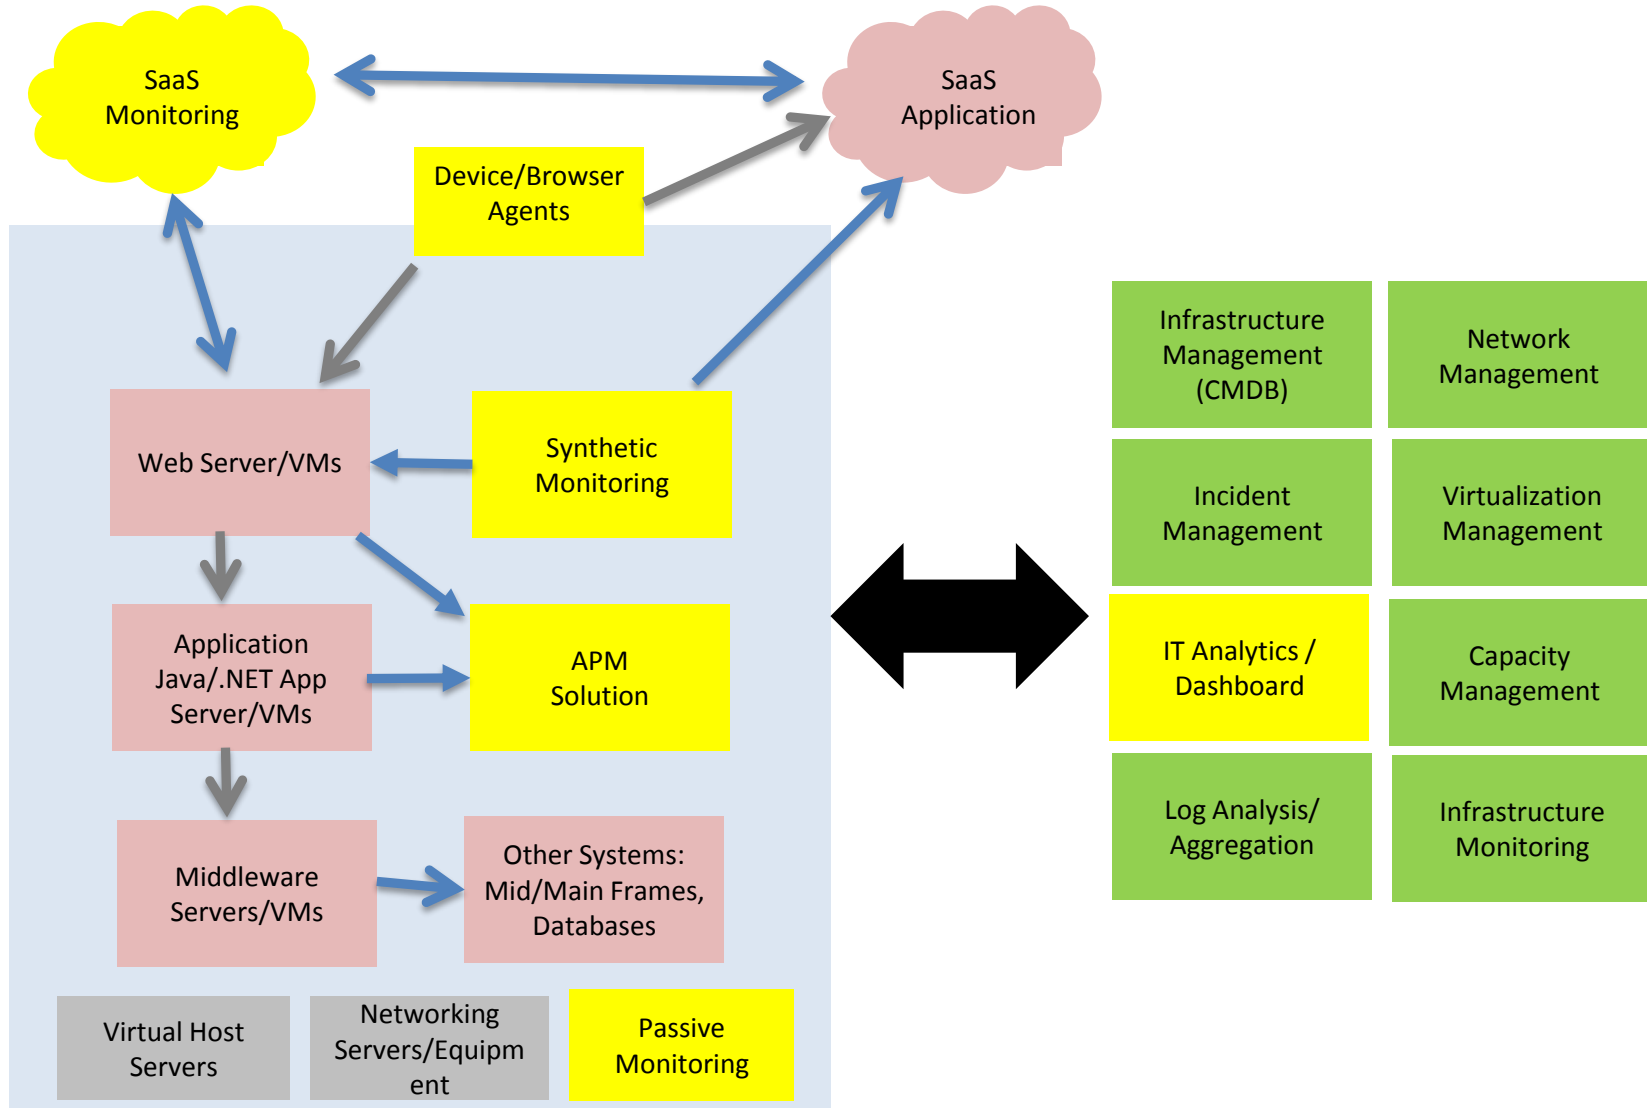 SaaS
Monitoring
SaaS
Application
Device/Browser
Agents
Web Server/VMs
Synthetic
Monitoring
Application
Java/.NET App
Server/VMs
APM
Solution
Middleware
Servers/VMs
Other Systems:
Mid/Main Frames,
Databases
Virtual Host
Servers
Networking
Servers/Equipm
ent
Passive
Monitoring
Infrastructure
Management
(CMDB)
Network
Management
Incident
Management
Virtualization
Management
IT Analytics /
Dashboard
Capacity
Management
Log Analysis/
Aggregation
Infrastructure
Monitoring